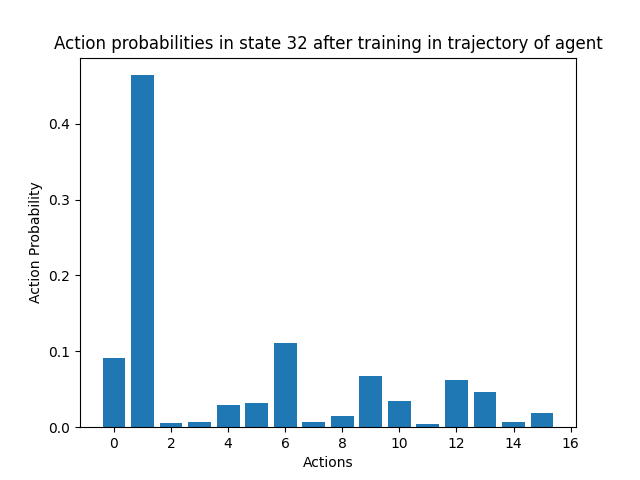 Action probabilities in state 32 after training in trajectory of agent
Action Probability
0.4
0.3
0.2
0.1
0.0
0 2 4 6 8 10 12 14 16
Actions